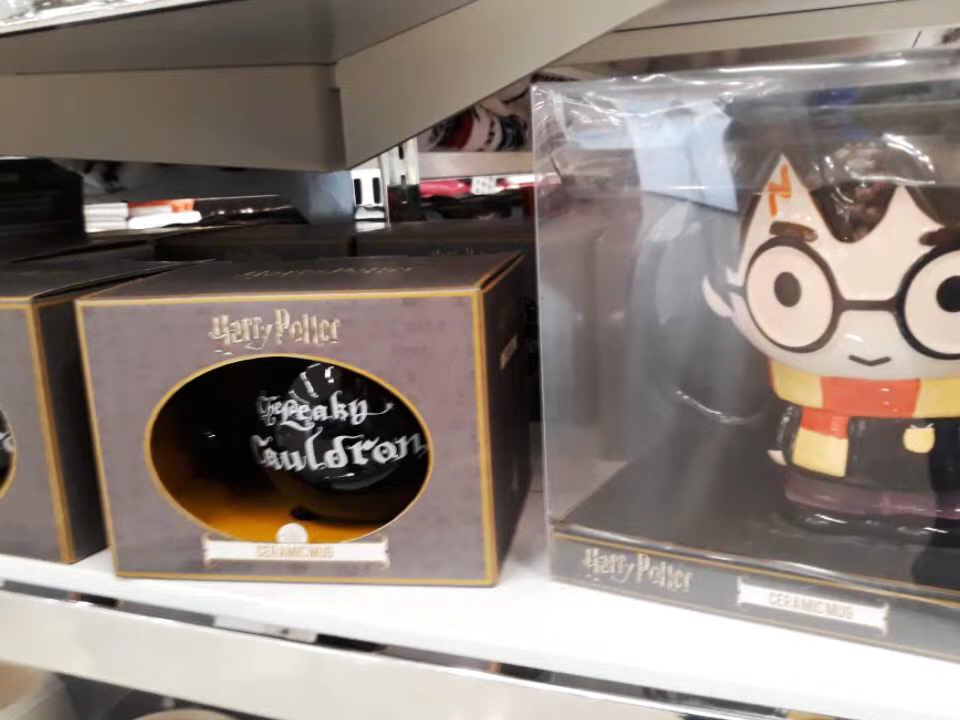 Harry Potter
The Leaky
Cauldron
CERAMIC MUG
Harry Potter
CERAMIC MUG